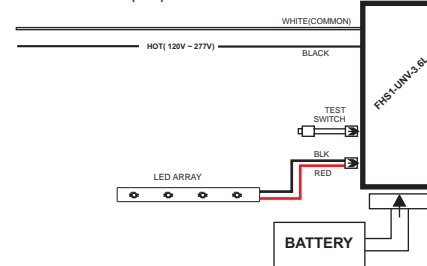 WHITE(COMMON)
HOT( 120V ~ 277V)
BLACK
FHS1-UNV-3.6L
TEST
SWITCH
BLK
RED
LED ARRAY
BATTERY